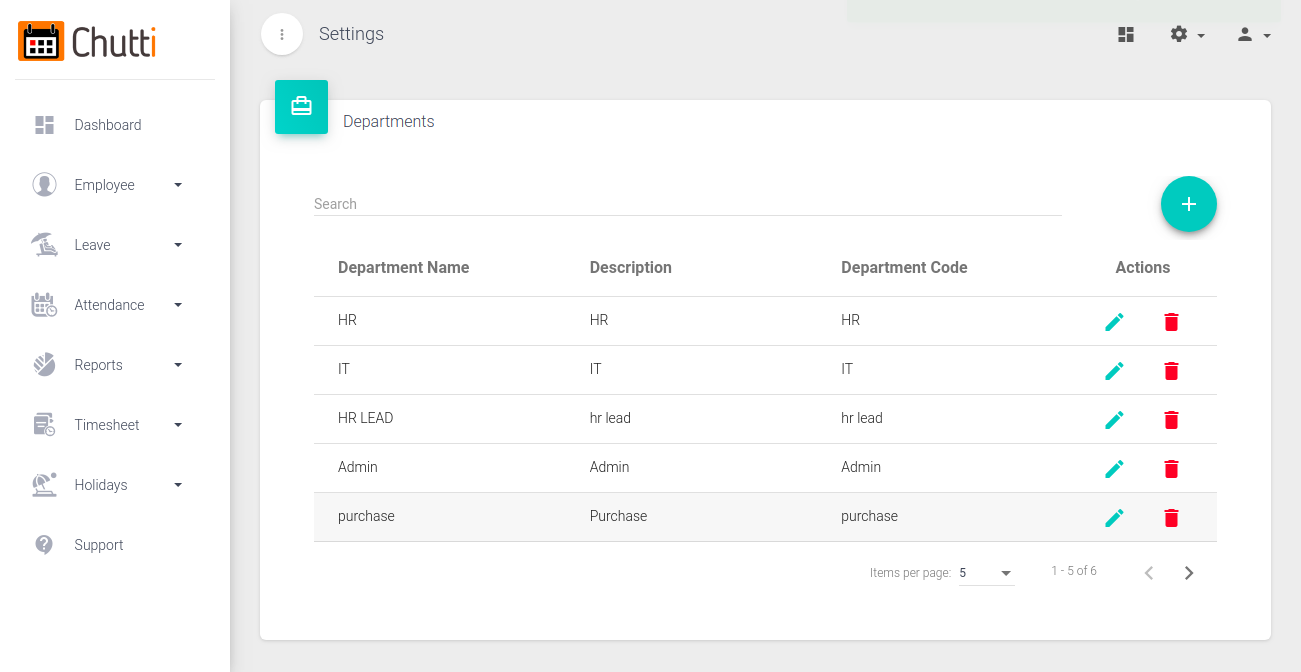 Chutti
Settings
Dashboard
Employee
Leave
Attendance
Reports
Timesheet
Holidays
Support
Departments
Search
Department Name Description Department Code Actions
HR HR HR
IT IT IT
HR LEAD hr lead hr lead
Admin Admin Admin
purchase Purchase purchase
Items per page: 5 1 - 5 of 6